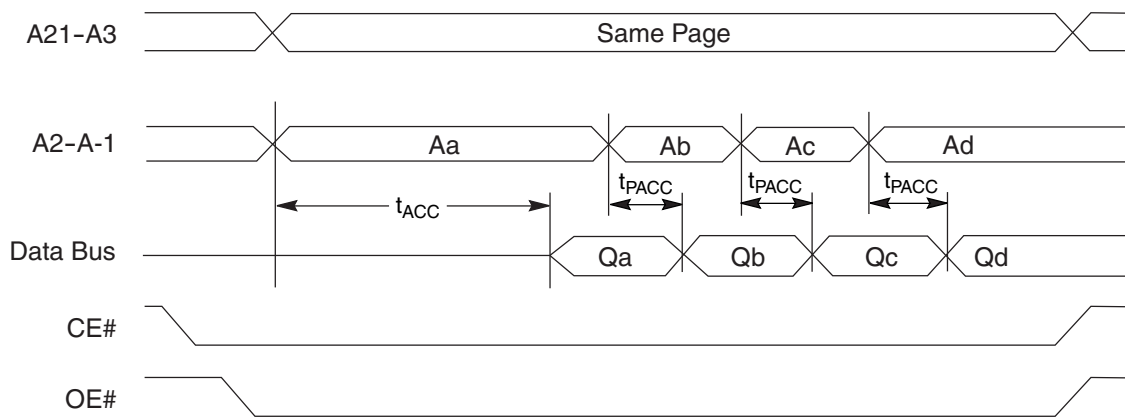 A21–A3 Same Page
A2–A-1 Aa Ab Ac Ad
tACC tPACC tPACC tPACC
Data Bus Qa Qb Qc Qd
CE#
OE#